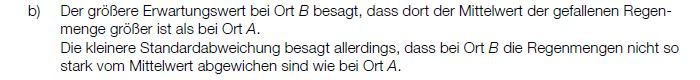 b) Der größere Erwartungswert bei Ort B besagt, dass dort der Mittelwert der gefallenen Regen-
menge größer ist als bei Ort A.
Die kleinere Standardabweichung besagt allerdings, dass bei Ort B die Regenmengen nicht so
stark vom Mittelwert abgewichen sind wie bei Ort A.